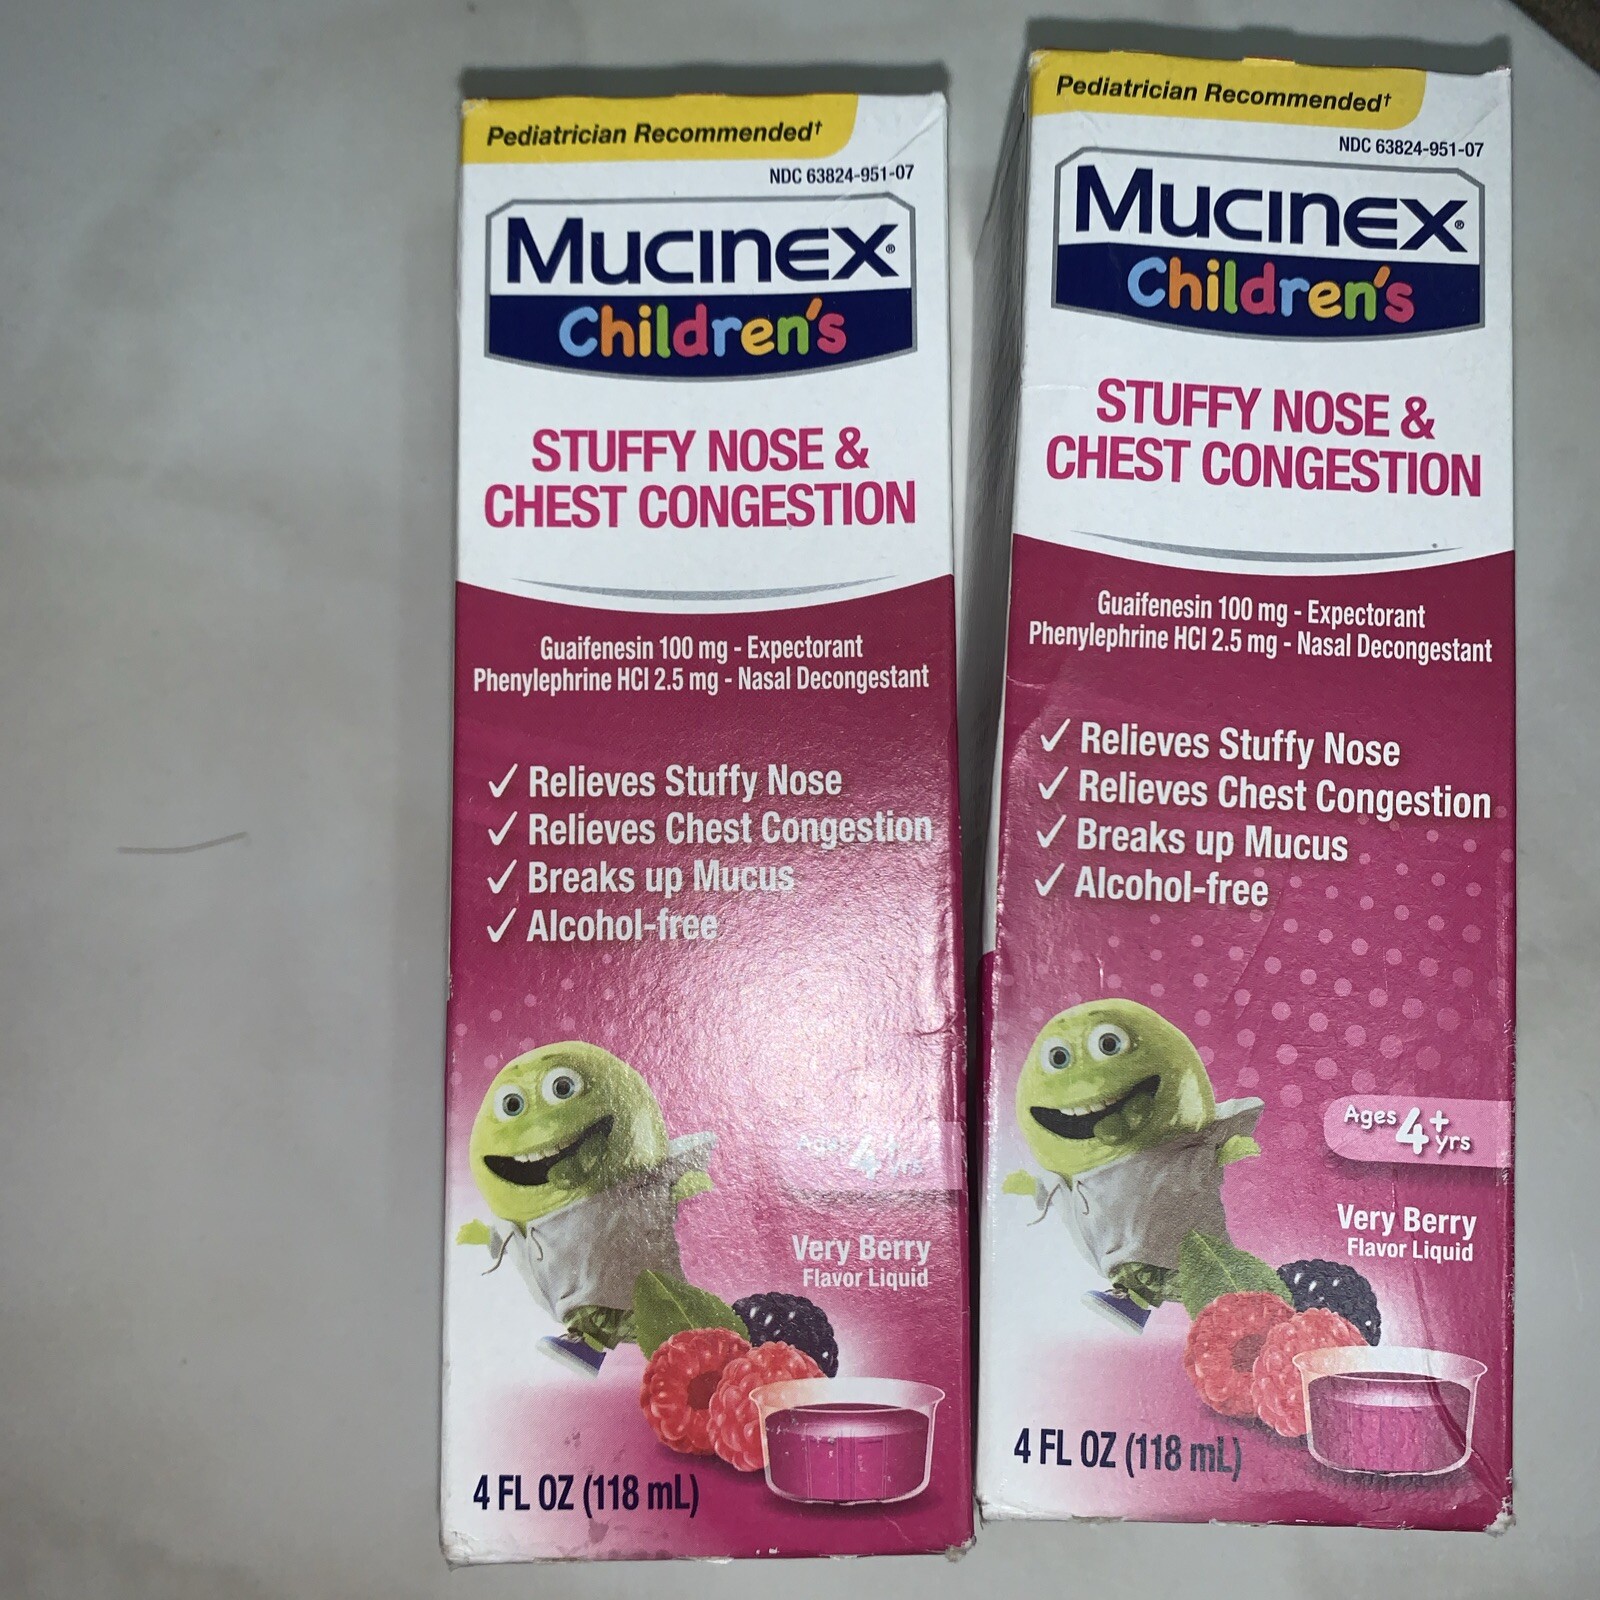 Pediatrician Recommended†
NDC 63824-951-07
Mucinex®
Children's
STUFFY NOSE &
CHEST CONGESTION
Guaifenesin 100 mg - Expectorant
Phenylephrine HCl 2.5 mg - Nasal Decongestant
✓ Relieves Stuffy Nose
✓ Relieves Chest Congestion
✓ Breaks up Mucus
✓ Alcohol-free
Ages 4+ yrs
Very Berry
Flavor Liquid
4 FL OZ (118 mL)
Pediatrician Recommended†
NDC 63824-951-07
Mucinex®
Children's
STUFFY NOSE &
CHEST CONGESTION
Guaifenesin 100 mg - Expectorant
Phenylephrine HCl 2.5 mg - Nasal Decongestant
✓ Relieves Stuffy Nose
✓ Relieves Chest Congestion
✓ Breaks up Mucus
✓ Alcohol-free
Ages 4+ yrs
Very Berry
Flavor Liquid
4 FL OZ (118 mL)